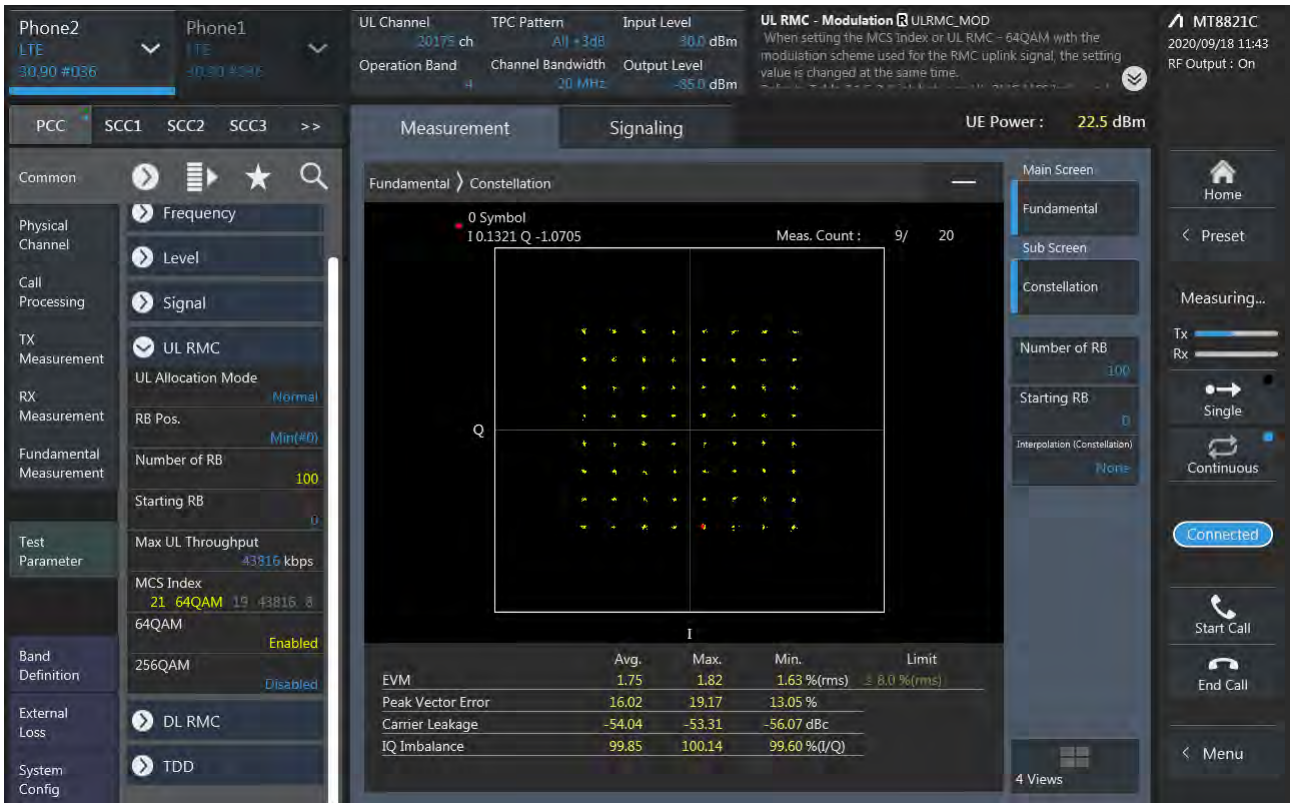 Phone2
LTE
30.90 #036
Phone1
LTE
UL Channel
20175 ch
Operation Band
4
TPC Pattern
All +3dB
Channel Bandwidth
20 MHz
Input Level
30.0 dBm
Output Level
-85.0 dBm
UL RMC - Modulation R ULRMC_MOD
When setting the MCS Index or UL RMC – 64QAM with the
modulation scheme used for the RMC uplink signal, the setting
value is changed at the same time.
MT8821C
2020/09/18 11:43
RF Output : On
PCC SCC1 SCC2 SCC3 >>
Measurement
Signaling
UE Power : 22.5 dBm
Common
Physical
Channel
Call
Processing
TX
Measurement
RX
Measurement
Fundamental
Measurement
Test
Parameter
Band
Definition
External
Loss
System
Config
Frequency
Level
Signal
UL RMC
UL Allocation Mode
Normal
RB Pos.
Min(#0)
Number of RB
100
Starting RB
0
Max UL Throughput
43816 kbps
MCS Index
21 64QAM 19 43816 8
64QAM
Enabled
256QAM
Disabled
DL RMC
TDD
Fundamental 〉 Constellation
0 Symbol
I 0.1321 Q -1.0705
Meas. Count : 9/ 20
Q
I
Avg. Max. Min. Limit
EVM 1.75 1.82 1.63 %(rms) ≤ 8.0 %(rms)
Peak Vector Error 16.02 19.17 13.05 %
Carrier Leakage -54.04 -53.31 -56.07 dBc
IQ Imbalance 99.85 100.14 99.60 %(I/Q)
Main Screen
Fundamental
Sub Screen
Constellation
Number of RB
100
Starting RB
0
Interpolation (Constellation)
None
4 Views
Home
< Preset
Measuring...
Tx
Rx
Single
Continuous
Connected
Start Call
End Call
< Menu